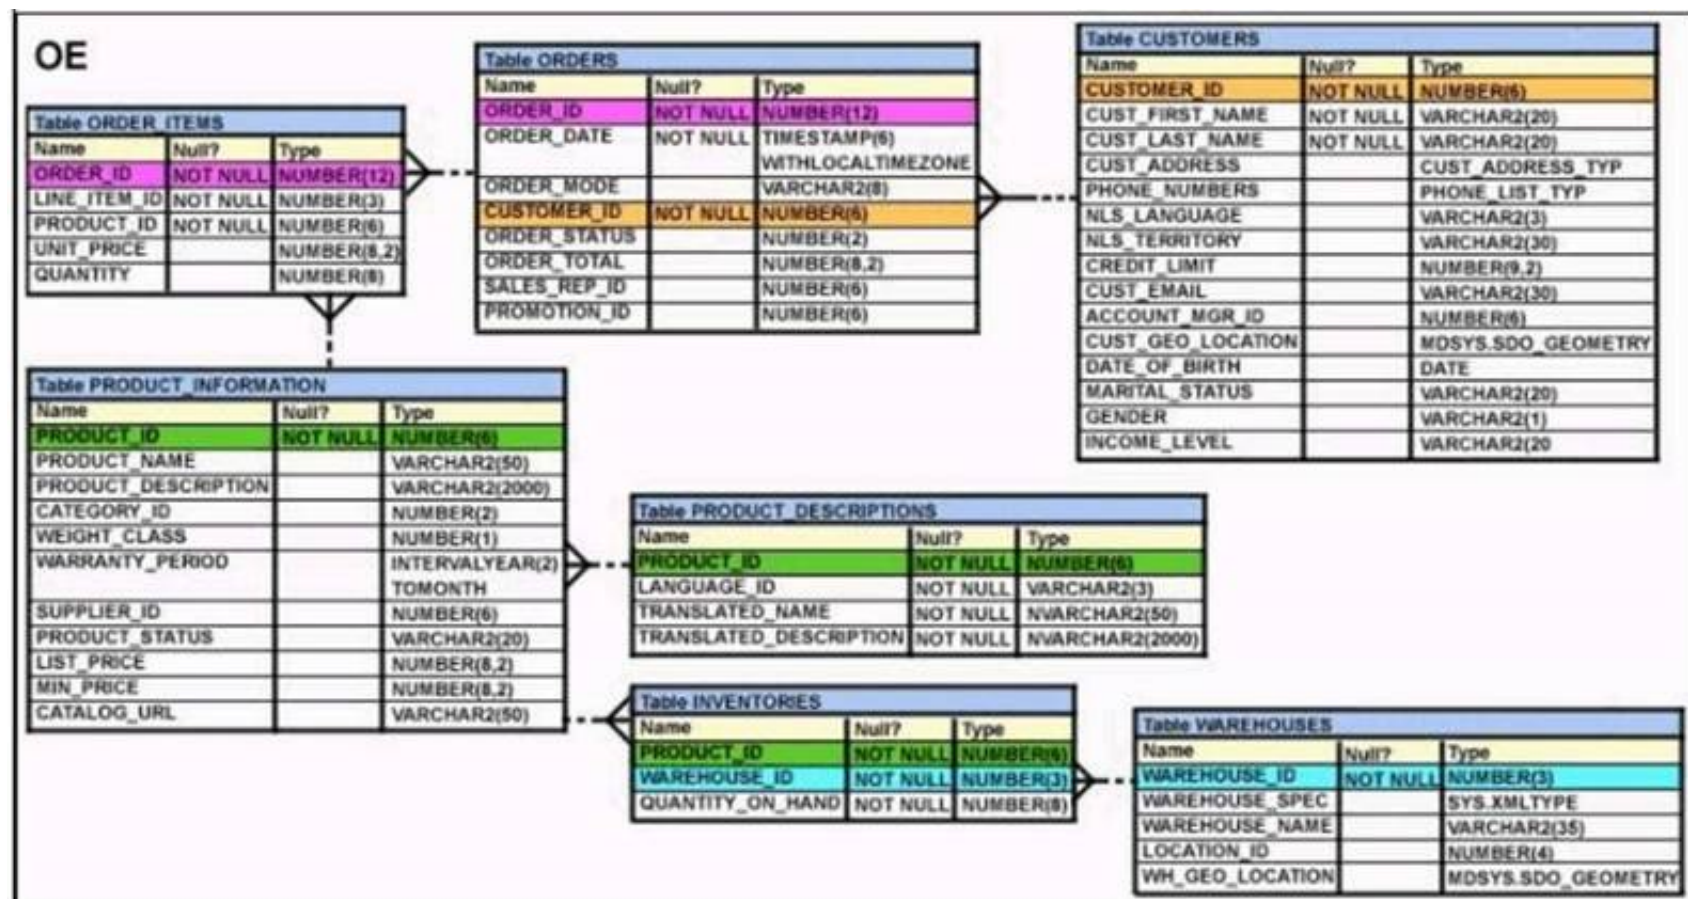 OE
Table ORDER_ITEMS
Name Null? Type
ORDER_ID NOT NULL NUMBER(12)
LINE_ITEM_ID NOT NULL NUMBER(3)
PRODUCT_ID NOT NULL NUMBER(6)
UNIT_PRICE NUMBER(8,2)
QUANTITY NUMBER(8)
Table ORDERS
Name Null? Type
ORDER_ID NOT NULL NUMBER(12)
ORDER_DATE NOT NULL TIMESTAMP(6)
WITHLOCALTIMEZONE
ORDER_MODE VARCHAR2(8)
CUSTOMER_ID NOT NULL NUMBER(6)
ORDER_STATUS NUMBER(2)
ORDER_TOTAL NUMBER(8,2)
SALES_REP_ID NUMBER(6)
PROMOTION_ID NUMBER(6)
Table CUSTOMERS
Name Null? Type
CUSTOMER_ID NOT NULL NUMBER(6)
CUST_FIRST_NAME NOT NULL VARCHAR2(20)
CUST_LAST_NAME NOT NULL VARCHAR2(20)
CUST_ADDRESS CUST_ADDRESS_TYP
PHONE_NUMBERS PHONE_LIST_TYP
NLS_LANGUAGE VARCHAR2(3)
NLS_TERRITORY VARCHAR2(30)
CREDIT_LIMIT NUMBER(9,2)
CUST_EMAIL VARCHAR2(30)
ACCOUNT_MGR_ID NUMBER(6)
CUST_GEO_LOCATION MDSYS.SDO_GEOMETRY
DATE_OF_BIRTH DATE
MARITAL_STATUS VARCHAR2(20)
GENDER VARCHAR2(1)
INCOME_LEVEL VARCHAR2(20
Table PRODUCT_INFORMATION
Name Null? Type
PRODUCT_ID NOT NULL NUMBER(6)
PRODUCT_NAME VARCHAR2(50)
PRODUCT_DESCRIPTION VARCHAR2(2000)
CATEGORY_ID NUMBER(2)
WEIGHT_CLASS NUMBER(1)
WARRANTY_PERIOD INTERVALYEAR(2)
TOMONTH
SUPPLIER_ID NUMBER(6)
PRODUCT_STATUS VARCHAR2(20)
LIST_PRICE NUMBER(8,2)
MIN_PRICE NUMBER(8,2)
CATALOG_URL VARCHAR2(50)
Table PRODUCT_DESCRIPTIONS
Name Null? Type
PRODUCT_ID NOT NULL NUMBER(6)
LANGUAGE_ID NOT NULL VARCHAR2(3)
TRANSLATED_NAME NOT NULL NVARCHAR2(50)
TRANSLATED_DESCRIPTION NOT NULL NVARCHAR2(2000)
Table INVENTORIES
Name Null? Type
PRODUCT_ID NOT NULL NUMBER(6)
WAREHOUSE_ID NOT NULL NUMBER(3)
QUANTITY_ON_HAND NOT NULL NUMBER(8)
Table WAREHOUSES
Name Null? Type
WAREHOUSE_ID NOT NULL NUMBER(3)
WAREHOUSE_SPEC SYS.XMLTYPE
WAREHOUSE_NAME VARCHAR2(35)
LOCATION_ID NUMBER(4)
WH_GEO_LOCATION MDSYS.SDO_GEOMETRY